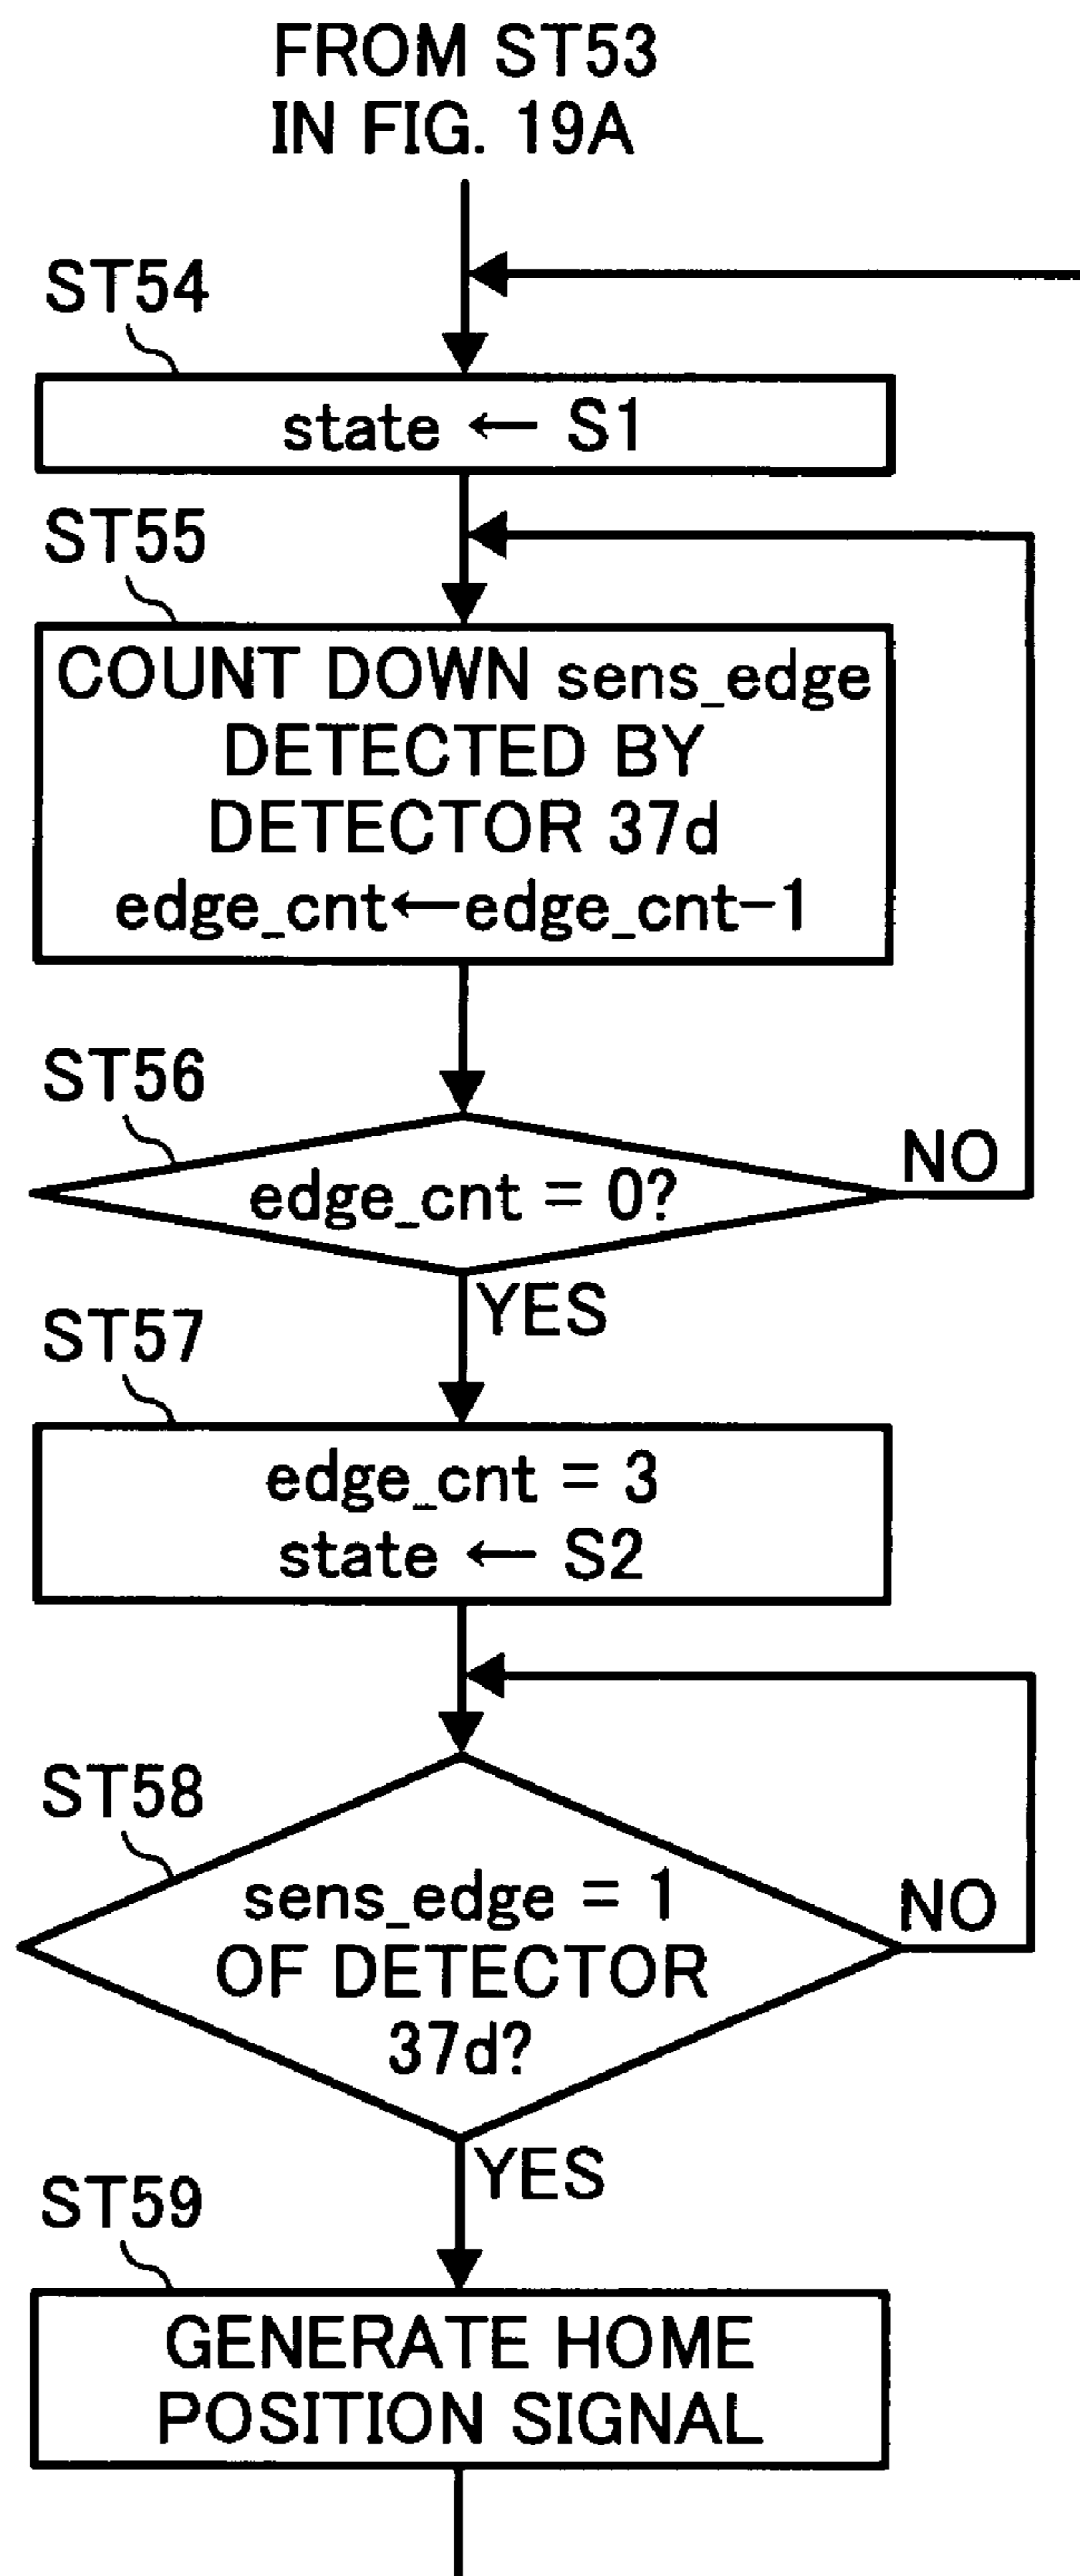 FROM ST53
IN FIG. 19A
ST54
state ← S1
ST55
COUNT DOWN sens_edge
DETECTED BY
DETECTOR 37d
edge_cnt←edge_cnt-1
ST56
edge_cnt = 0?
NO
YES
ST57
edge_cnt = 3
state ← S2
ST58
sens_edge = 1
OF DETECTOR
37d?
NO
YES
ST59
GENERATE HOME
POSITION SIGNAL